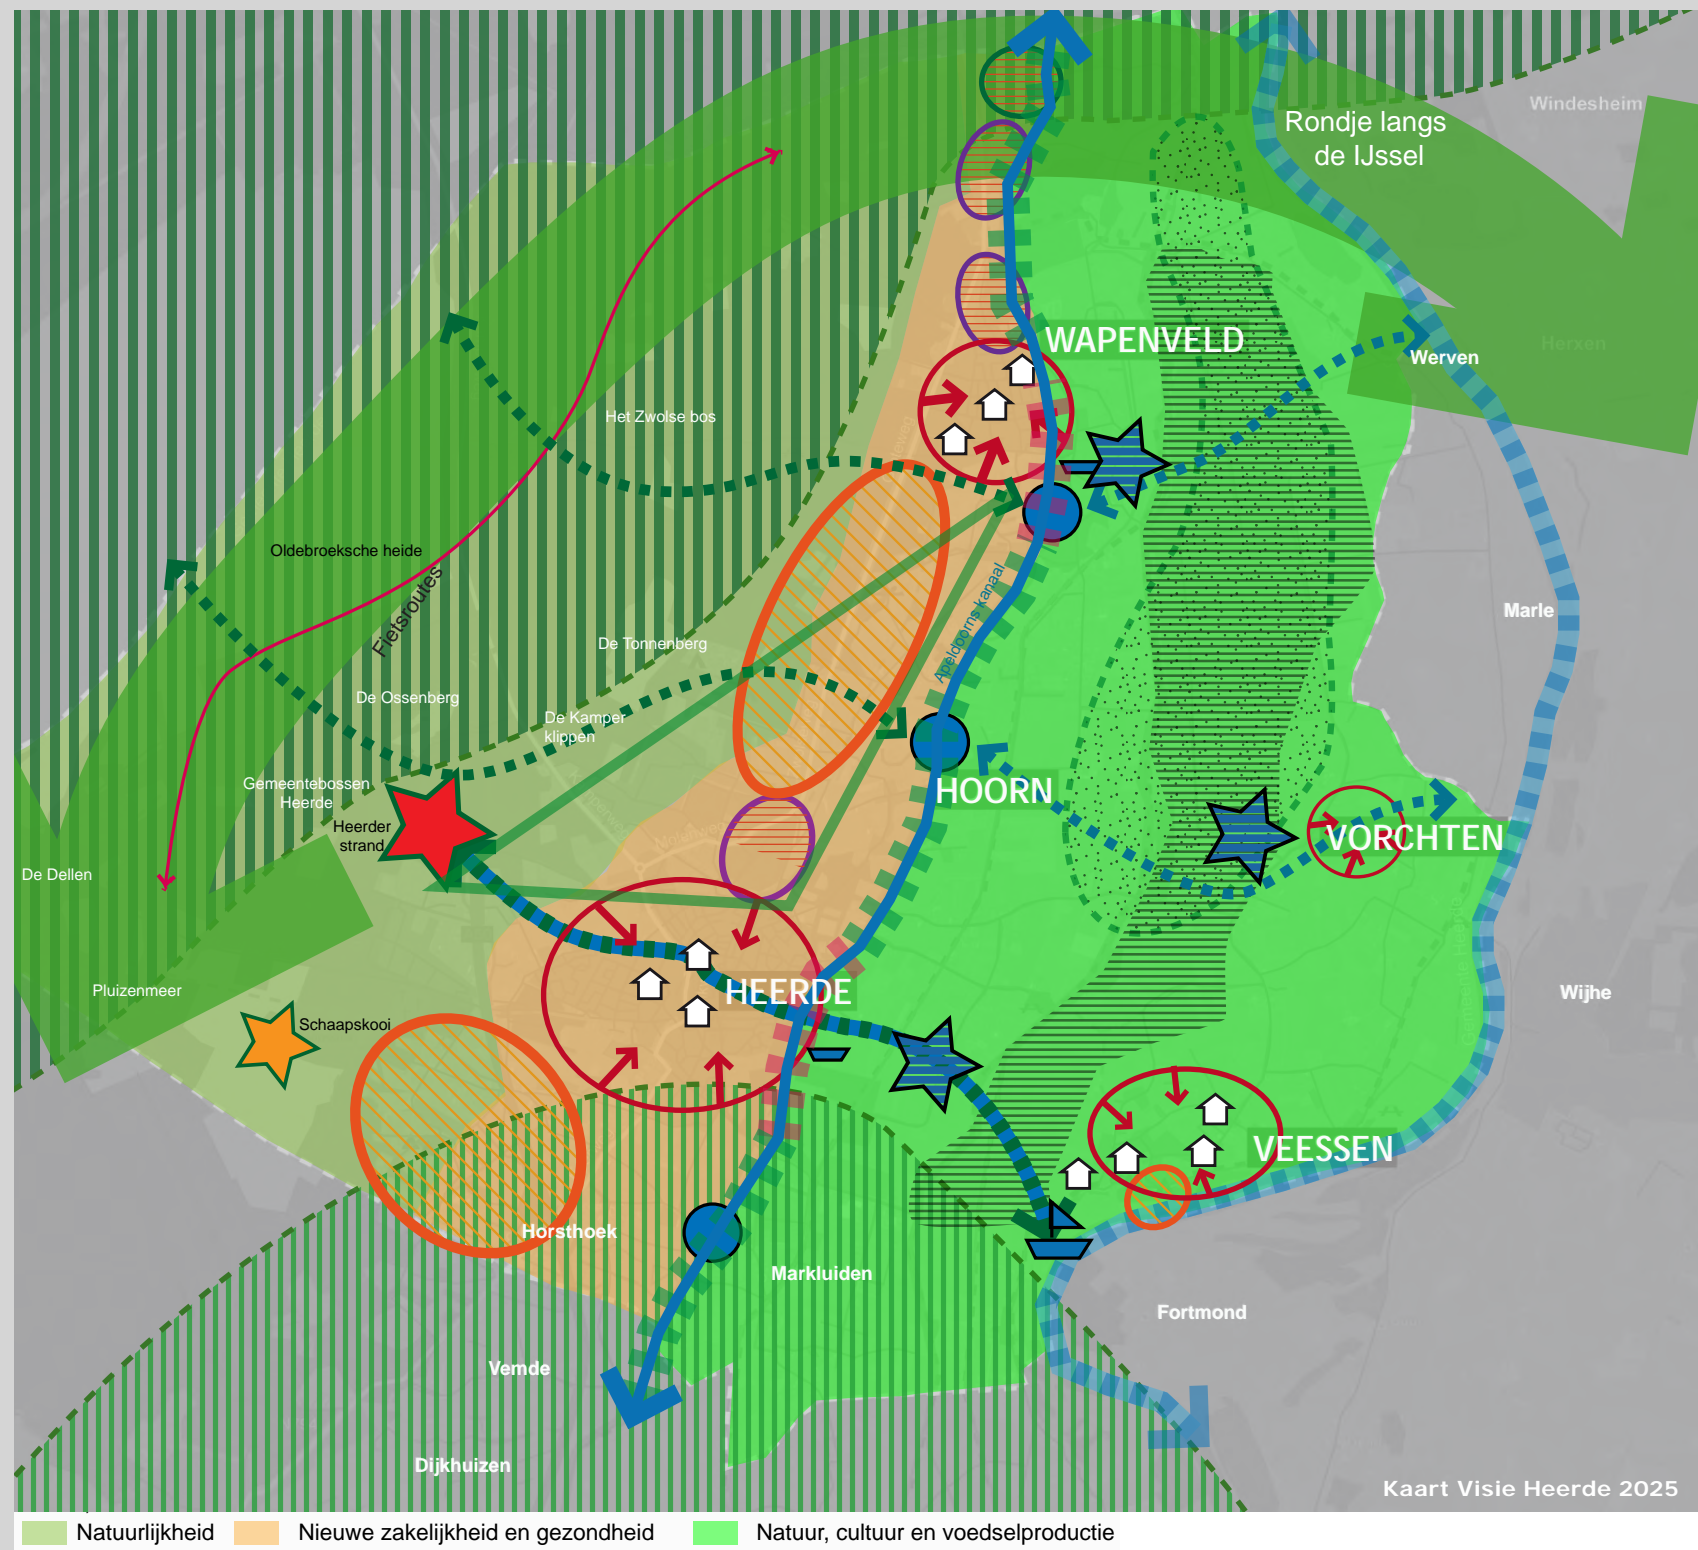 Windesheim
Rondje langs
de IJssel
WAPENVELD
Herxen
Werven
Het Zwolse bos
Oldebroeksche heide
Fietsroutes
Apeldoorns kanaal
Marle
De Tonnenberg
De Ossenberg
De Kamper
klippen
Gemeentebossen
Heerde
HOORN
Heerder
strand
VORCHTEN
De Dellen
Pluizenmeer
HEERDE
Wijhe
Schaapskooi
VEESSEN
Horsthoek
Markluiden
Fortmond
Vemde
Dijkhuizen
Kaart Visie Heerde 2025
Natuurlijkheid
Nieuwe zakelijkheid en gezondheid
Natuur, cultuur en voedselproductie